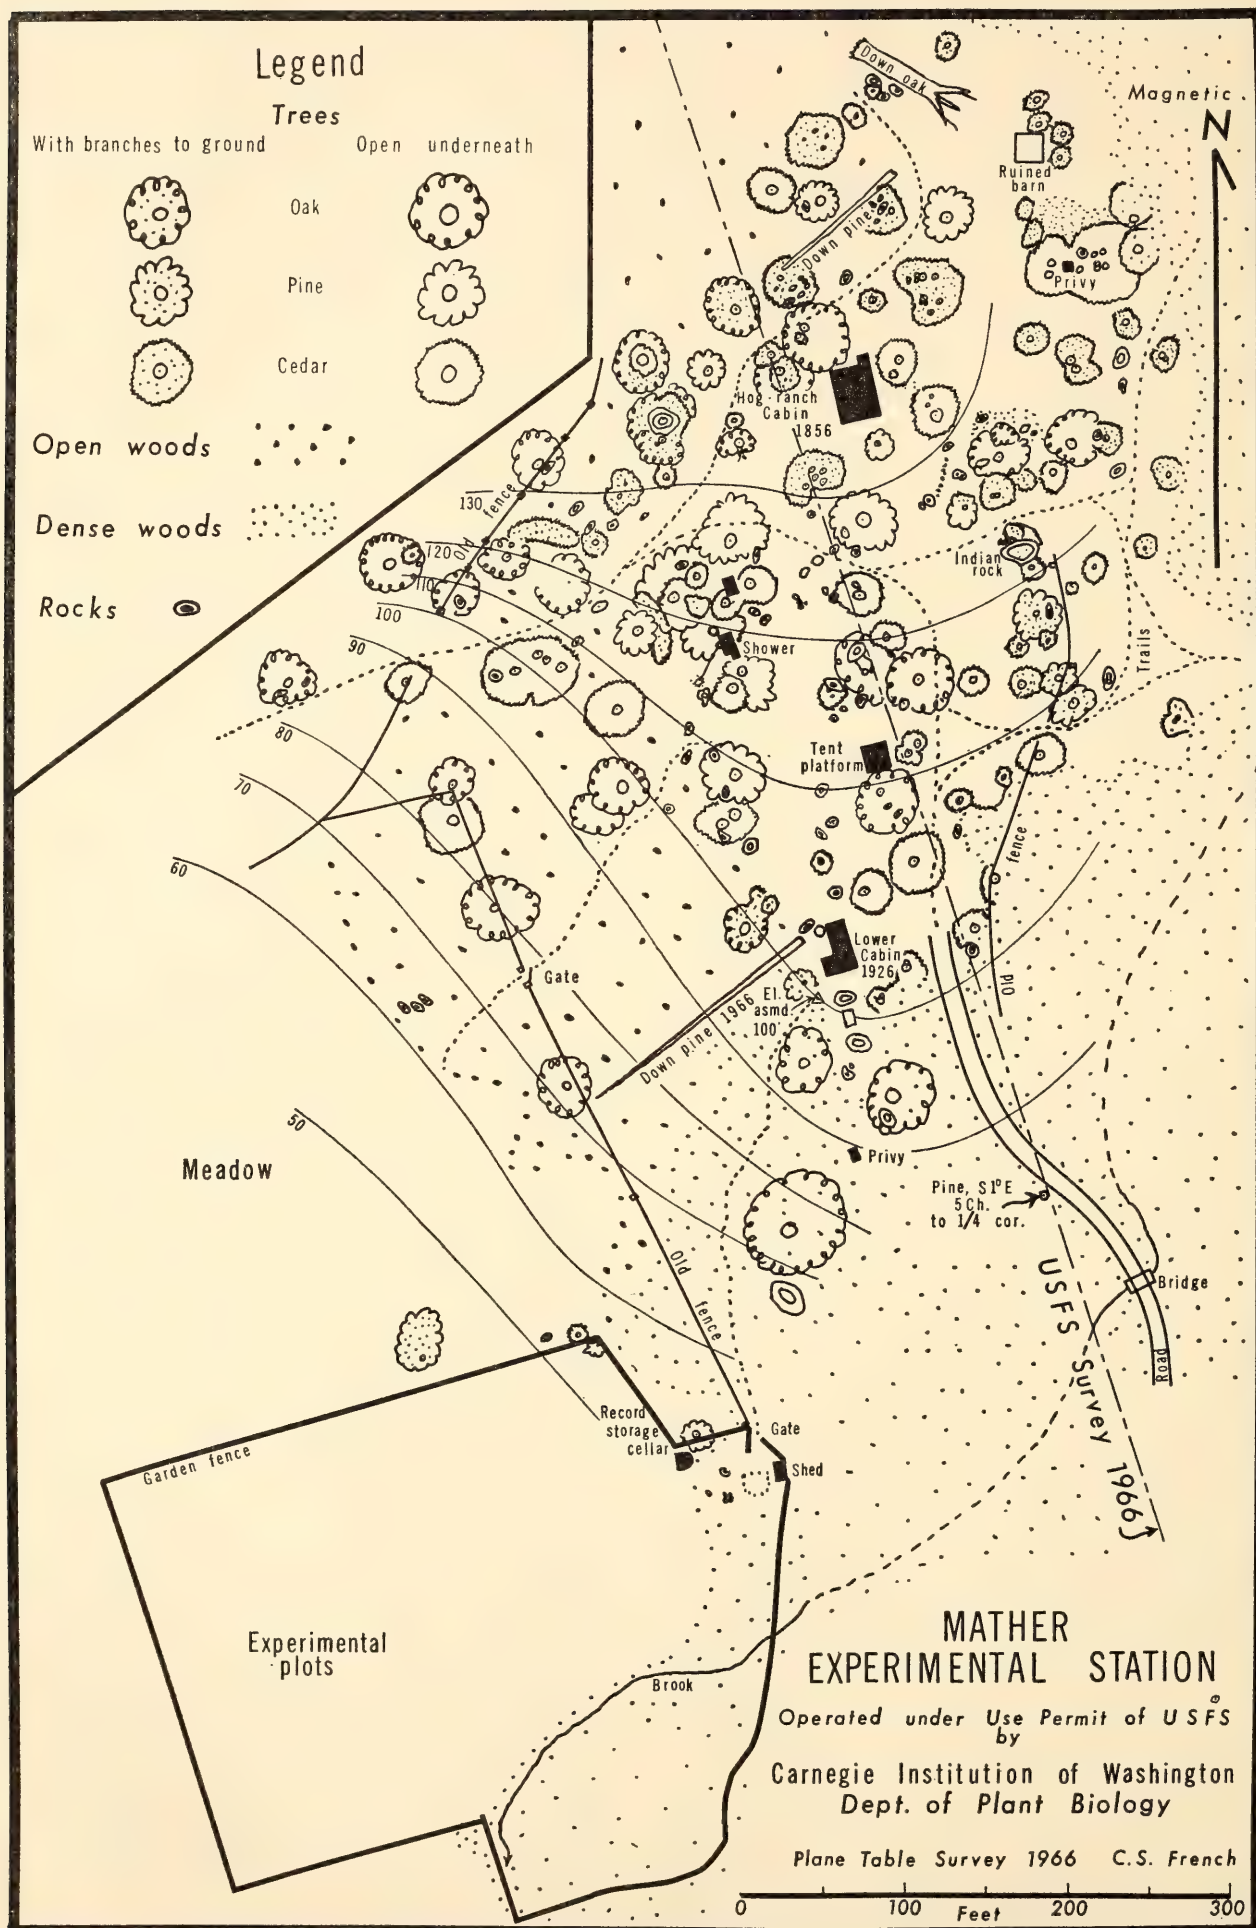 Legend
Trees
With branches to ground Open underneath
Oak
Pine
Cedar
Open woods
Dense woods
Rocks
Down oak
Magnetic
N
Ruined
barn
Down pine
Privy
Hog ranch
Cabin
1856
130
Old fence
120
110
100
90
80
70
60
50
Indian
rock
Shower
Trails
Tent
platform
Old fence
Lower
Cabin
1926
Gate
El.
asmd.
100'
Down pine 1966
Meadow
Privy
Pine, S1°E
5Ch.
to 1/4 cor.
Bridge
Road
USFS Survey 1966
Old fence
Record
storage
cellar
Gate
Shed
Garden fence
Experimental
plots
Brook
MATHER
EXPERIMENTAL STATION
Operated under Use Permit of USFS
by
Carnegie Institution of Washington
Dept. of Plant Biology
Plane Table Survey 1966 C.S. French
0 100 200 300
Feet